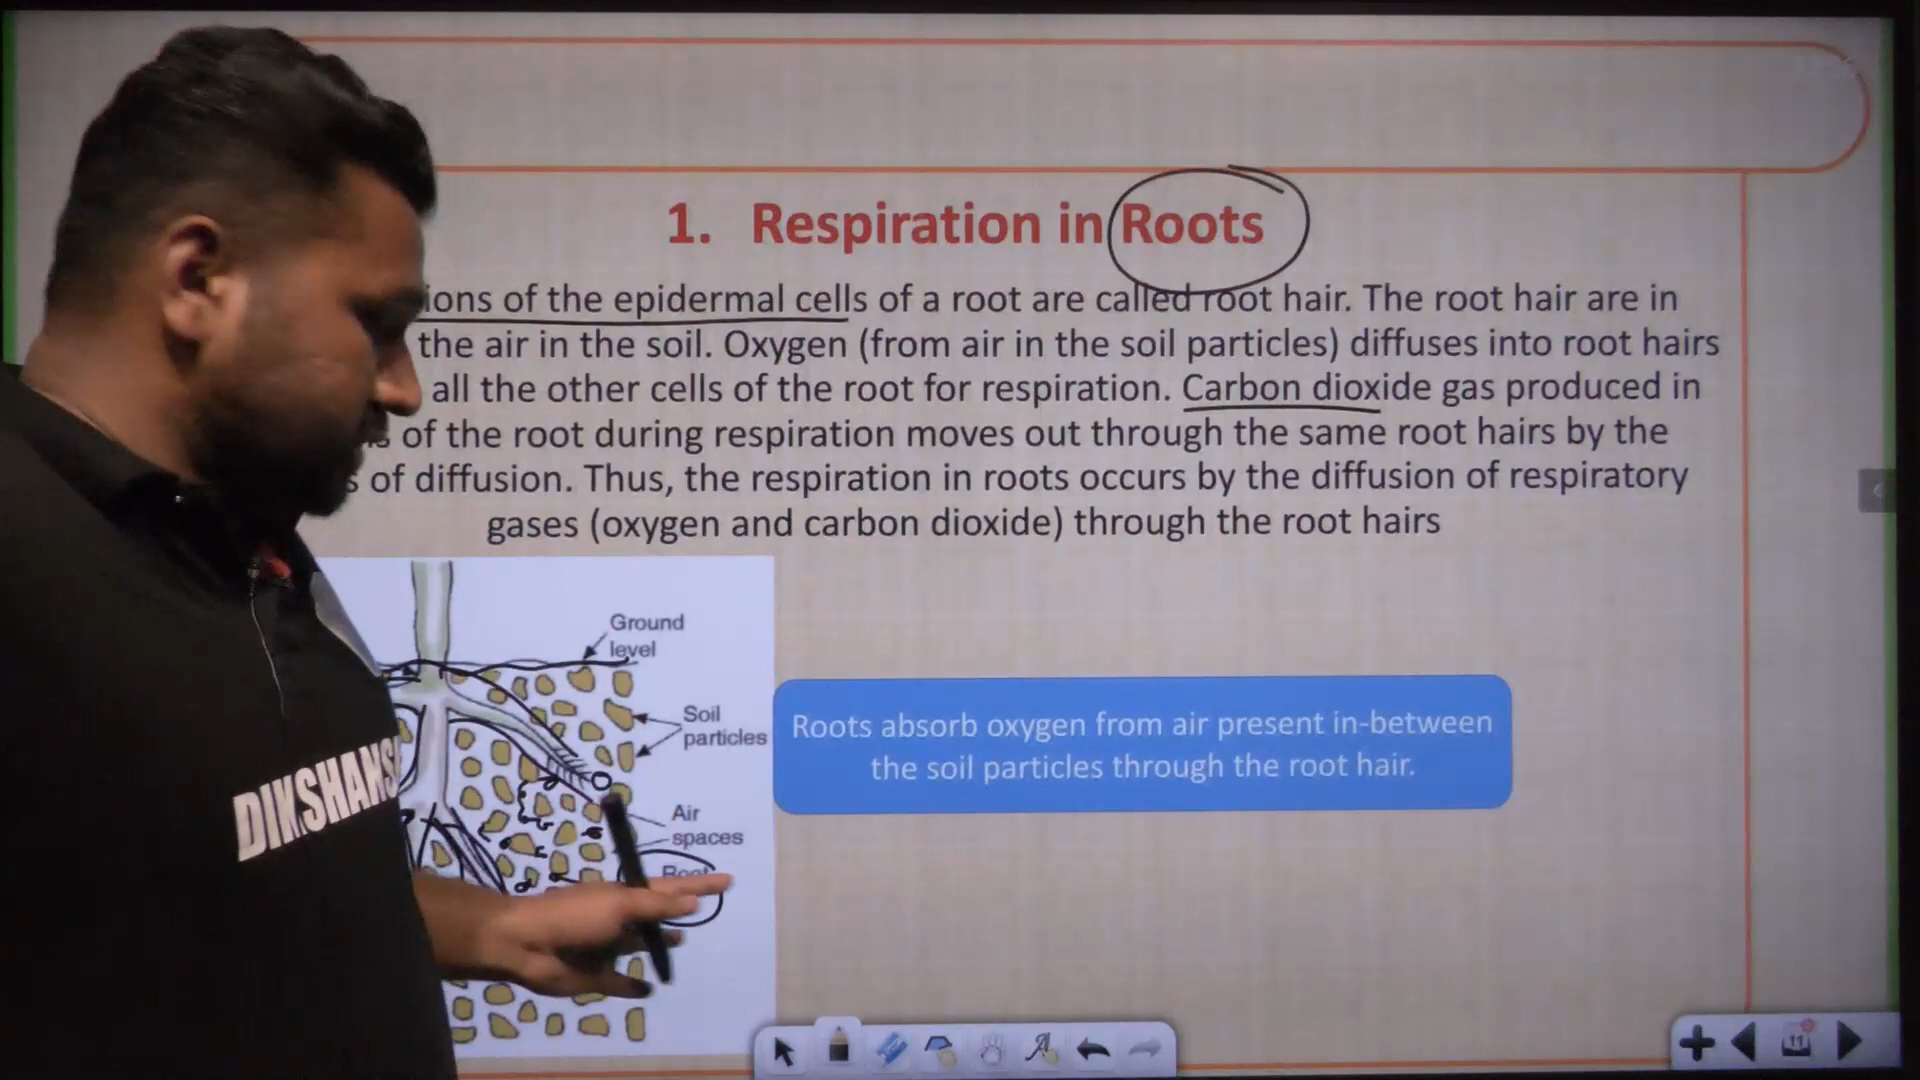 1. Respiration in Roots
of the epidermal cells of a root are called root hair. The root hair are in
the air in the soil. Oxygen (from air in the soil particles) diffuses into root hairs
all the other cells of the root for respiration. Carbon dioxide gas produced in
of the root during respiration moves out through the same root hairs by the
of diffusion. Thus, the respiration in roots occurs by the diffusion of respiratory
gases (oxygen and carbon dioxide) through the root hairs
Ground
level
Soil
particles
Air
spaces
Root
Roots absorb oxygen from air present in-between
the soil particles through the root hair.
11